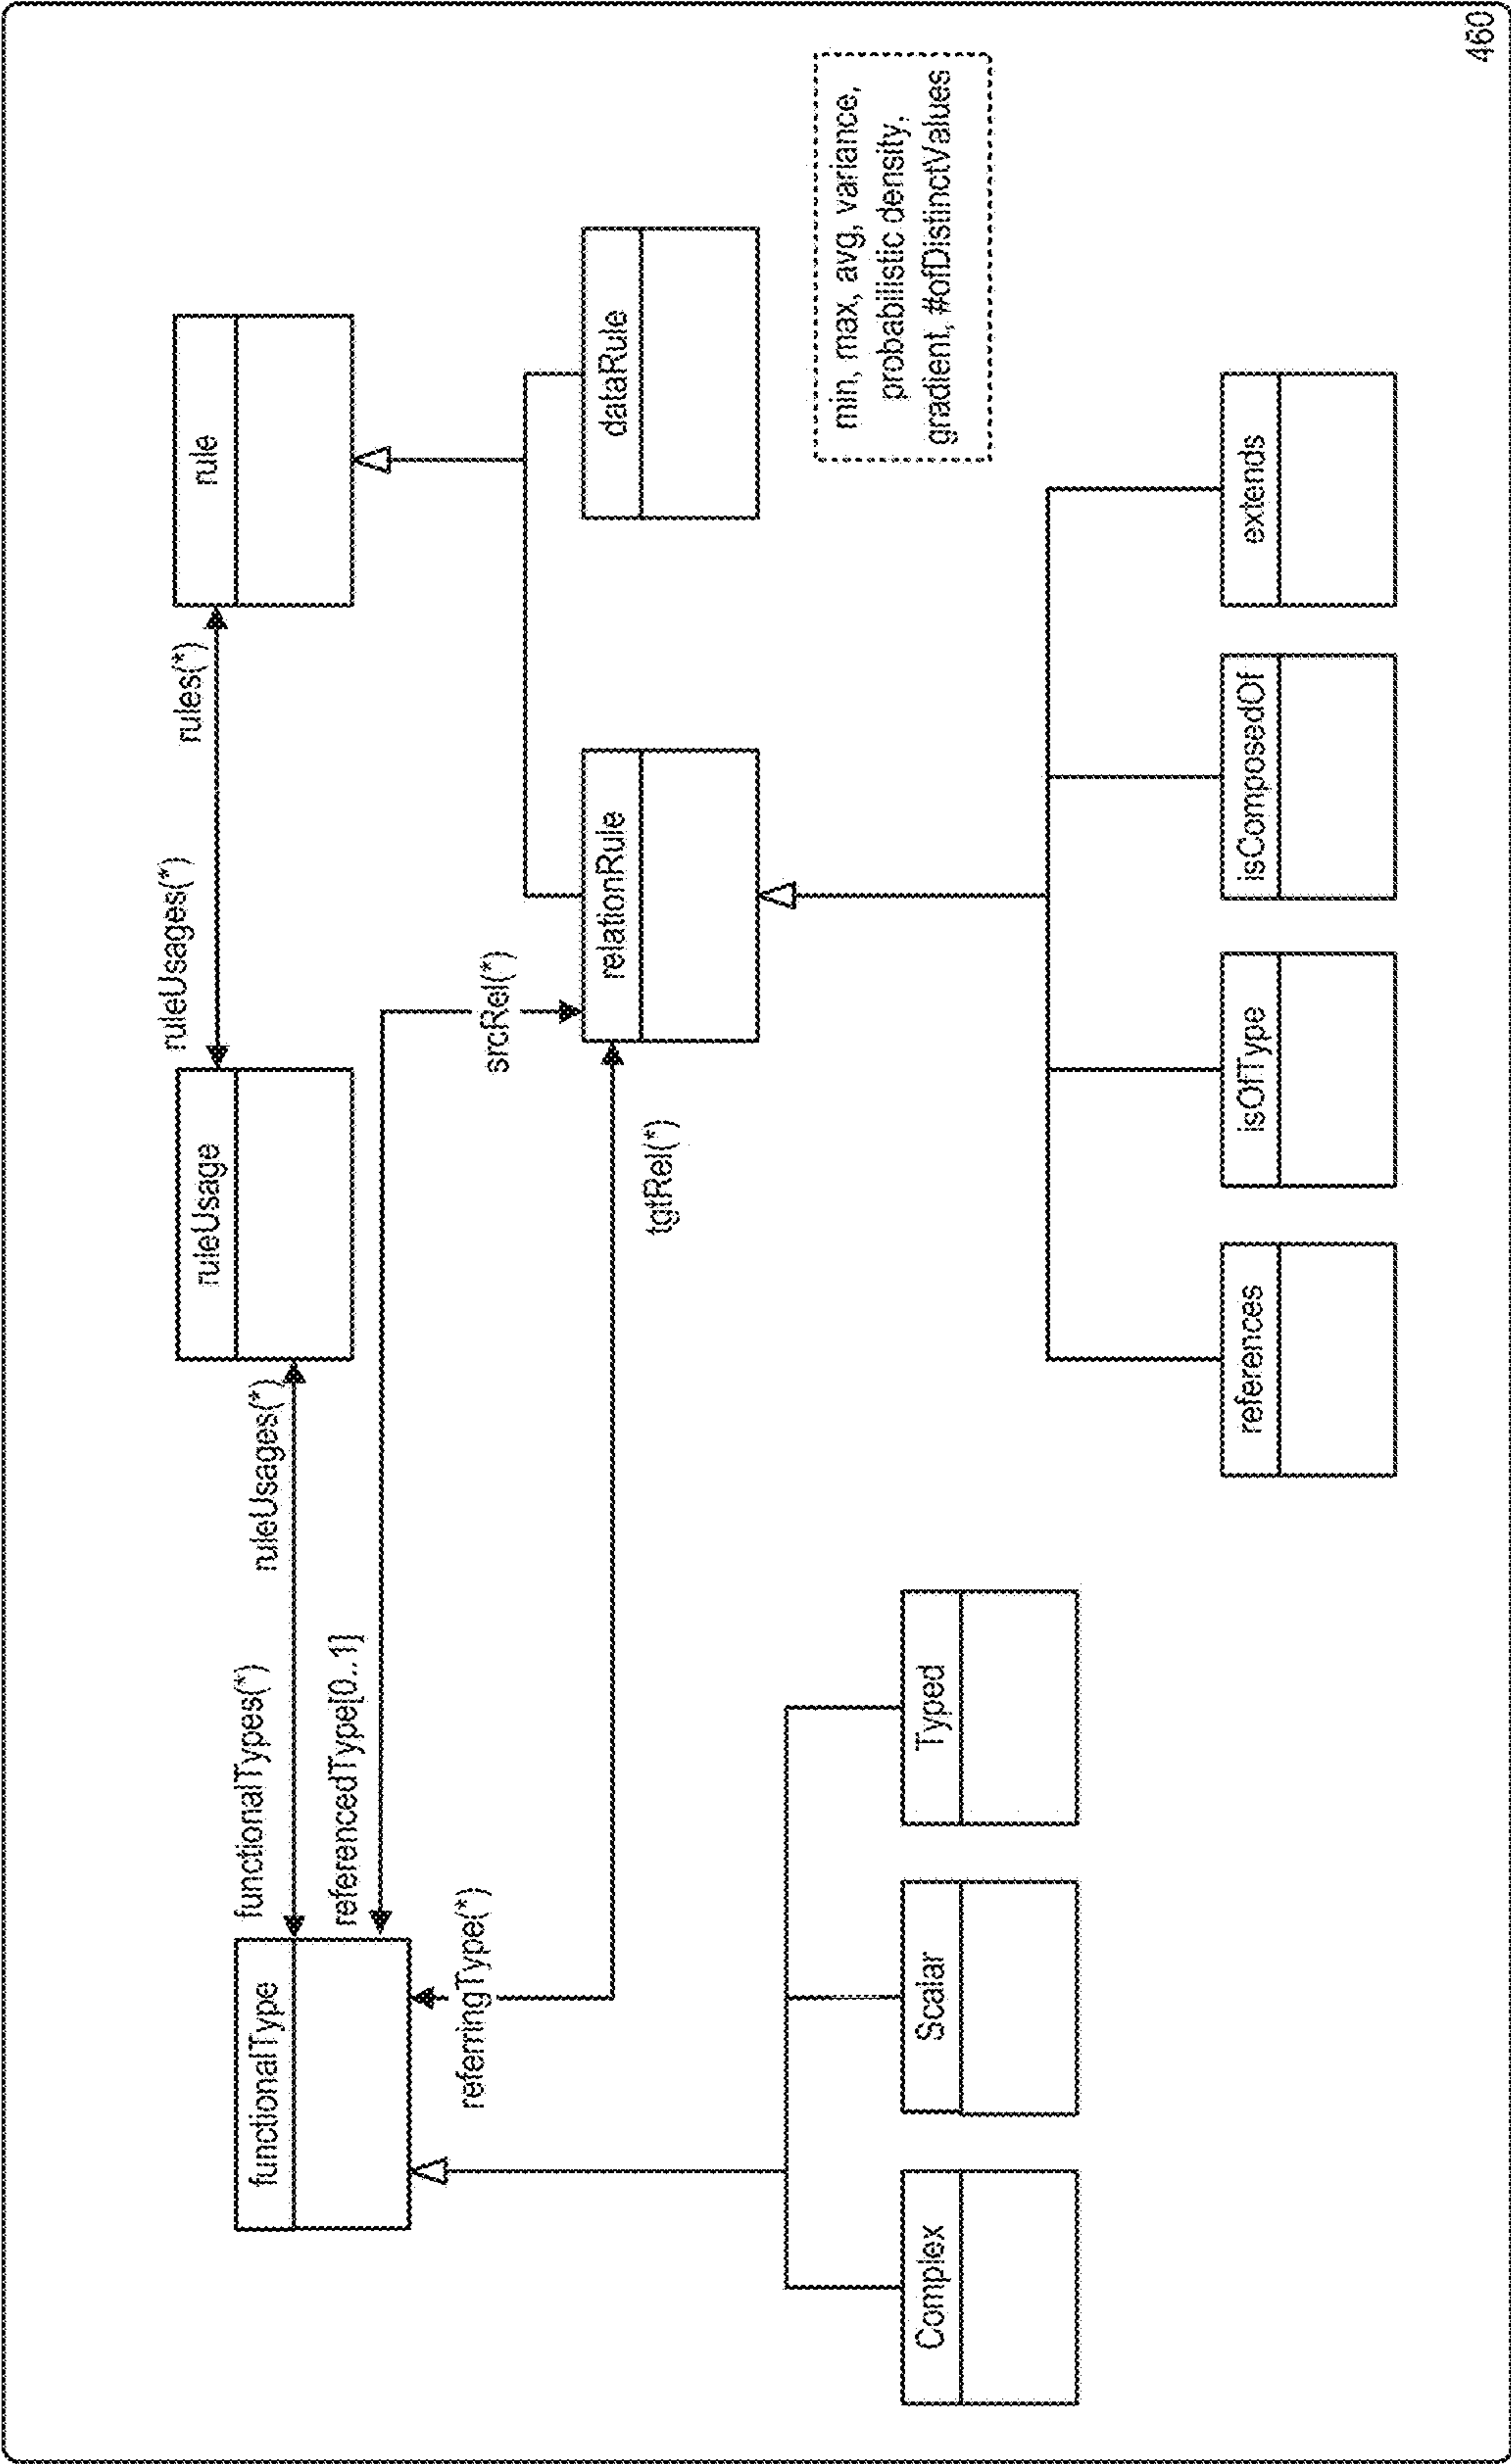 ruleUsages(*)
rules(*)
functionalTypes(*)
ruleUsages(*)
ruleUsage
rule
functionalType
referencedType[0..1]
referringType(*)
srcRel(*)
tgtRel(*)
relationRule
dataRule
min, max, avg, variance,
probabilistic density,
gradient, #ofDistinctValues
Complex
Scalar
Typed
references
isOfType
isComposedOf
extends
460